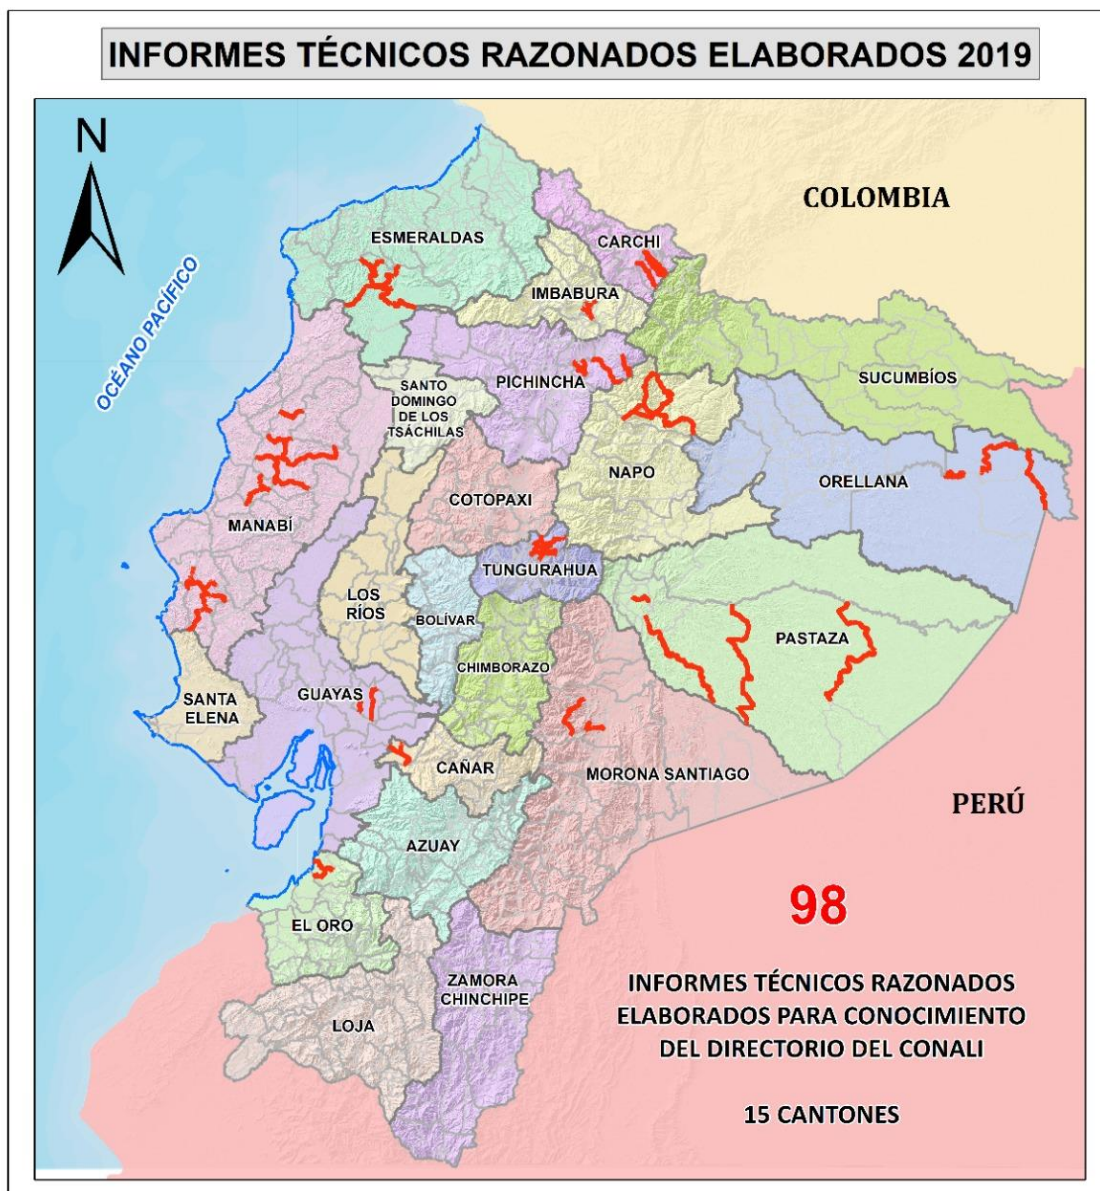 INFORMES TÉCNICOS RAZONADOS ELABORADOS 2019
N
COLOMBIA
OCÉANO PACÍFICO
ESMERALDAS
CARCHI
IMBABURA
SUCUMBÍOS
PICHINCHA
SANTO
DOMINGO
DE LOS
TSÁCHILAS
NAPO
ORELLANA
COTOPAXI
MANABÍ
TUNGURAHUA
LOS
RÍOS
BOLÍVAR
PASTAZA
CHIMBORAZO
SANTA
ELENA
GUAYAS
CAÑAR
MORONA SANTIAGO
PERÚ
AZUAY
98
EL ORO
ZAMORA
CHINCHIPE
LOJA
INFORMES TÉCNICOS RAZONADOS
ELABORADOS PARA CONOCIMIENTO
DEL DIRECTORIO DEL CONALI
15 CANTONES